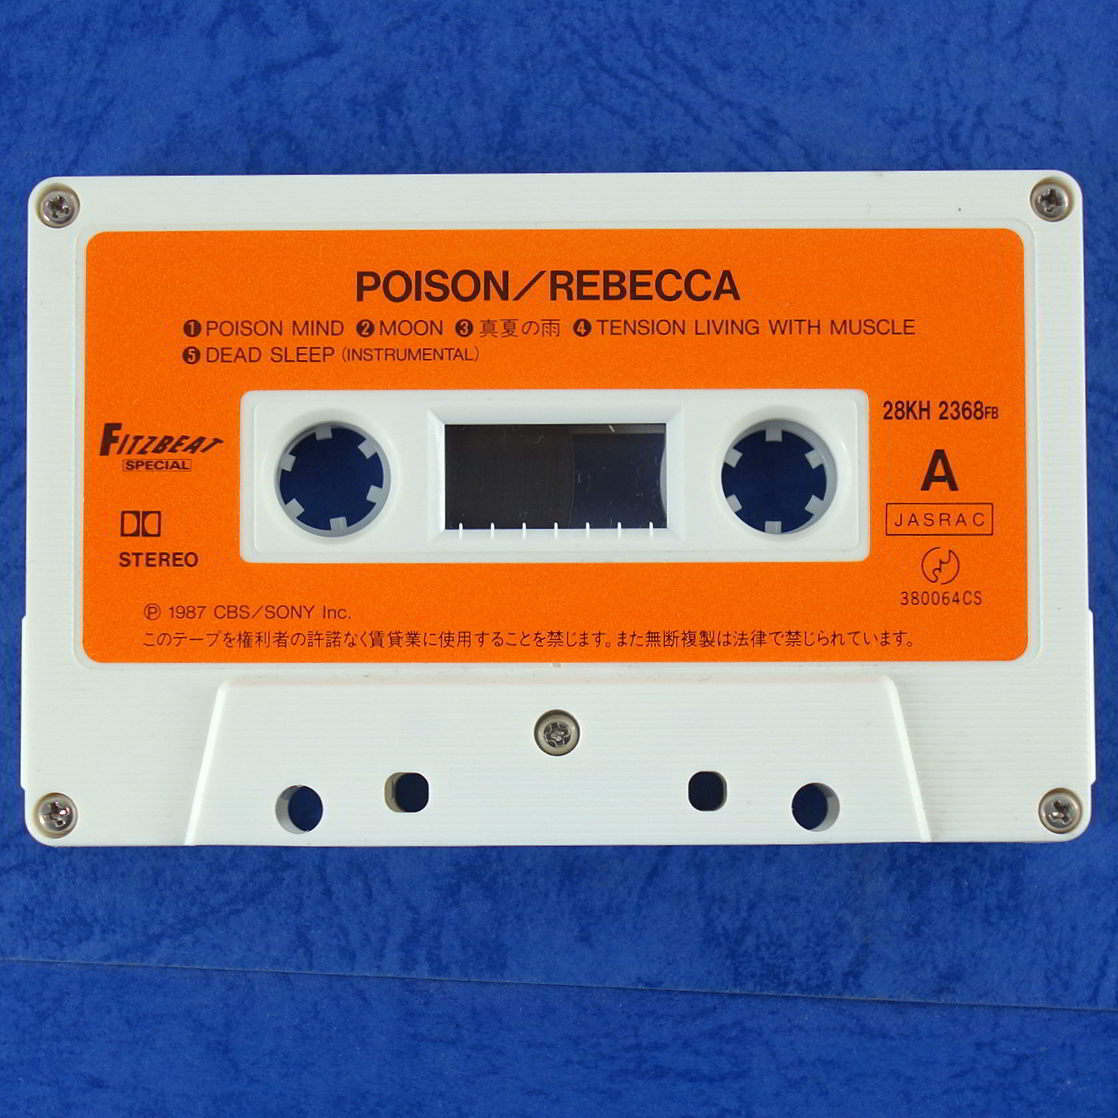 POISON/REBECCA
❶POISON MIND ❷MOON ❸真夏の雨 ❹TENSION LIVING WITH MUSCLE
❺DEAD SLEEP (INSTRUMENTAL)
28KH 2368FB
FITZBEAT
SPECIAL
A
JASRAC
STEREO
380064CS
Ⓟ 1987 CBS/SONY Inc.
このテープを権利者の許諾なく賃貸業に使用することを禁じます。また無断複製は法律で禁じられています。